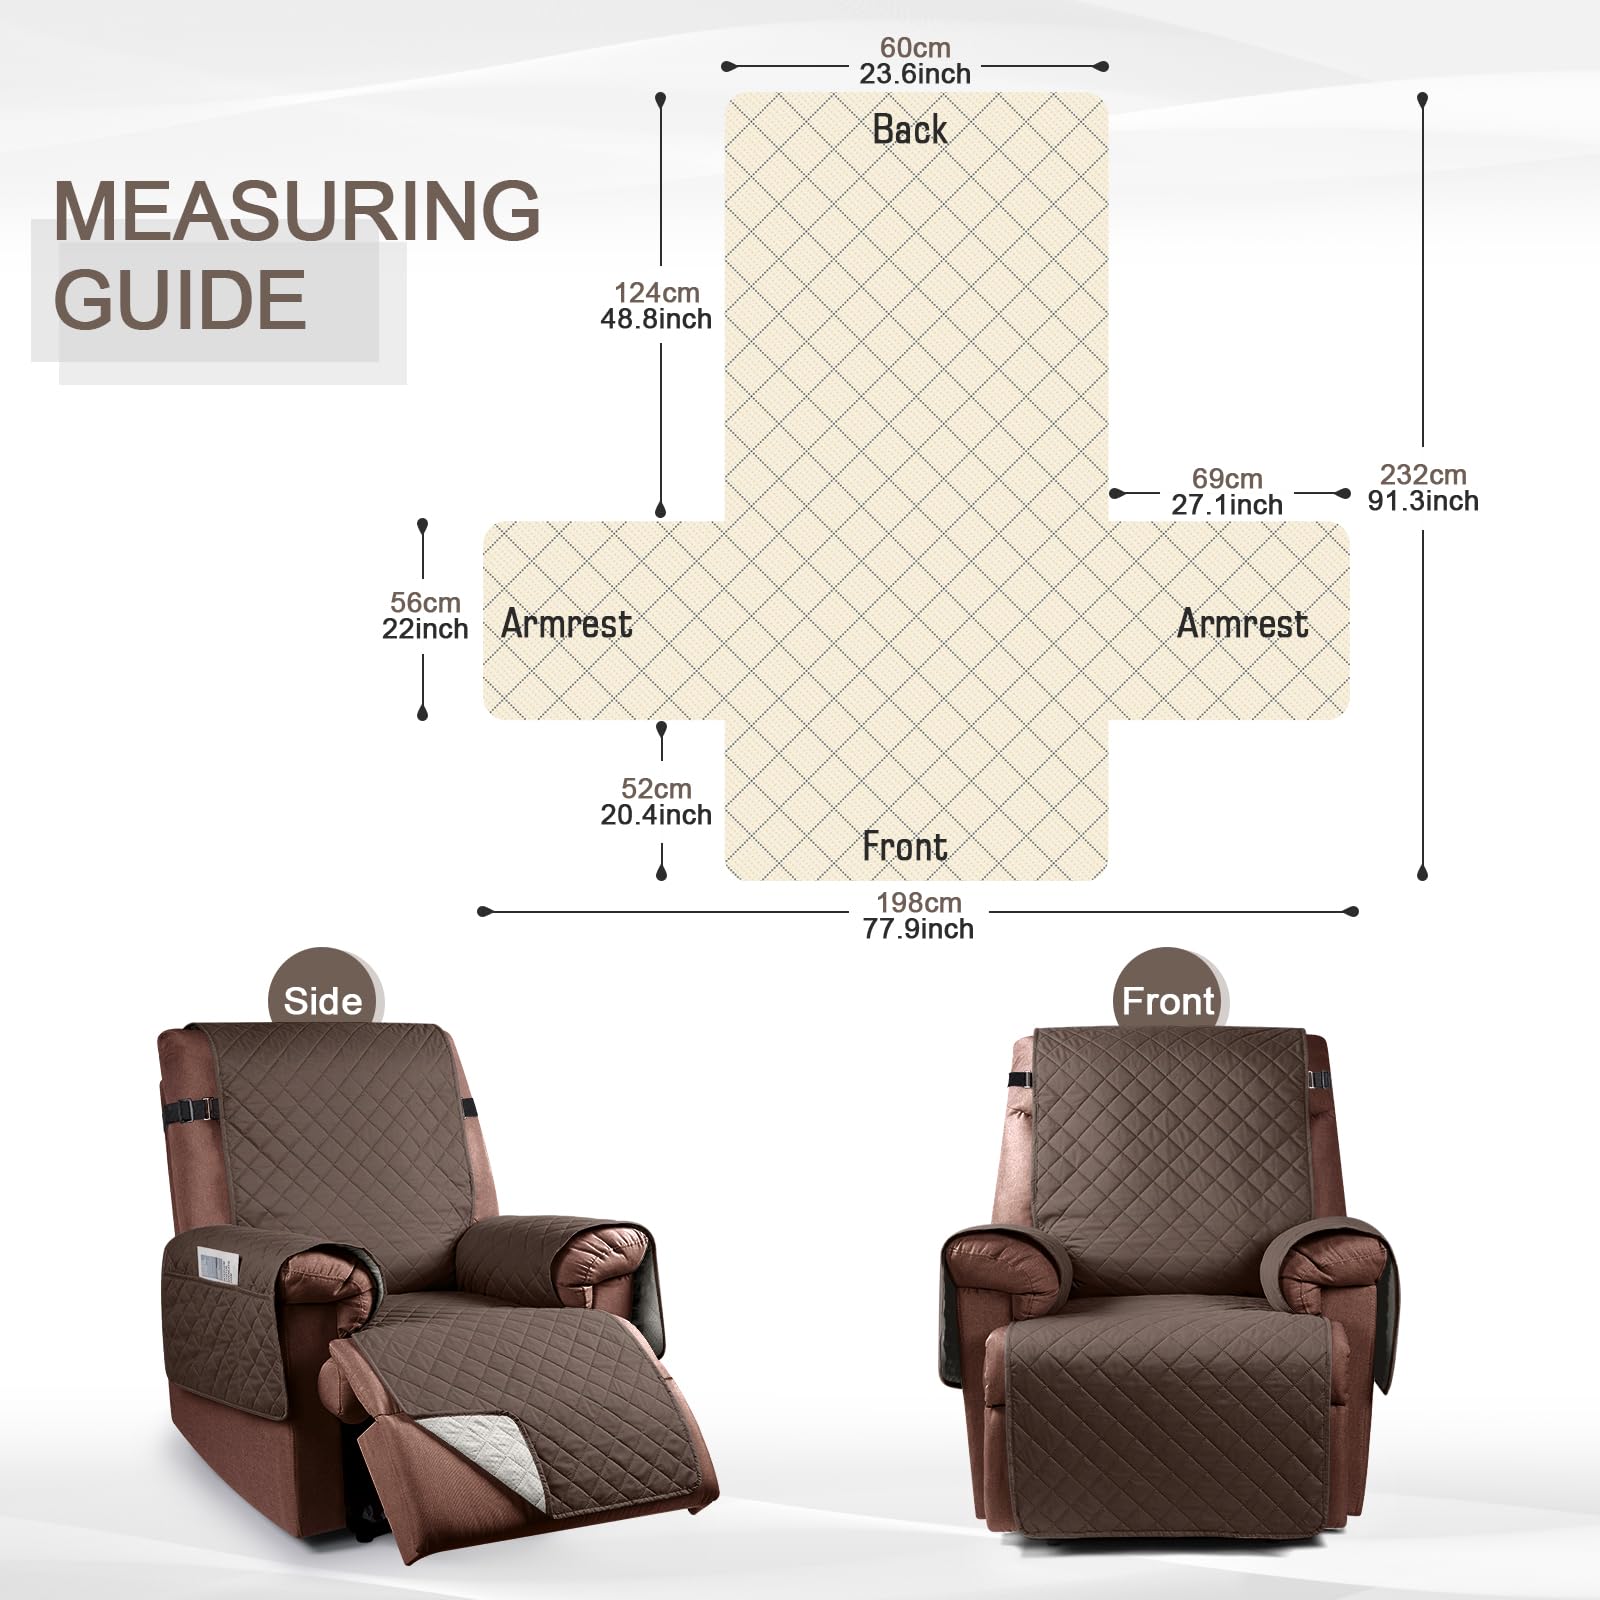 MEASURING
GUIDE
60cm
23.6inch
Back
124cm
48.8inch
69cm
27.1inch
232cm
91.3inch
56cm
22inch
Armrest
Armrest
52cm
20.4inch
Front
198cm
77.9inch
Side
Front